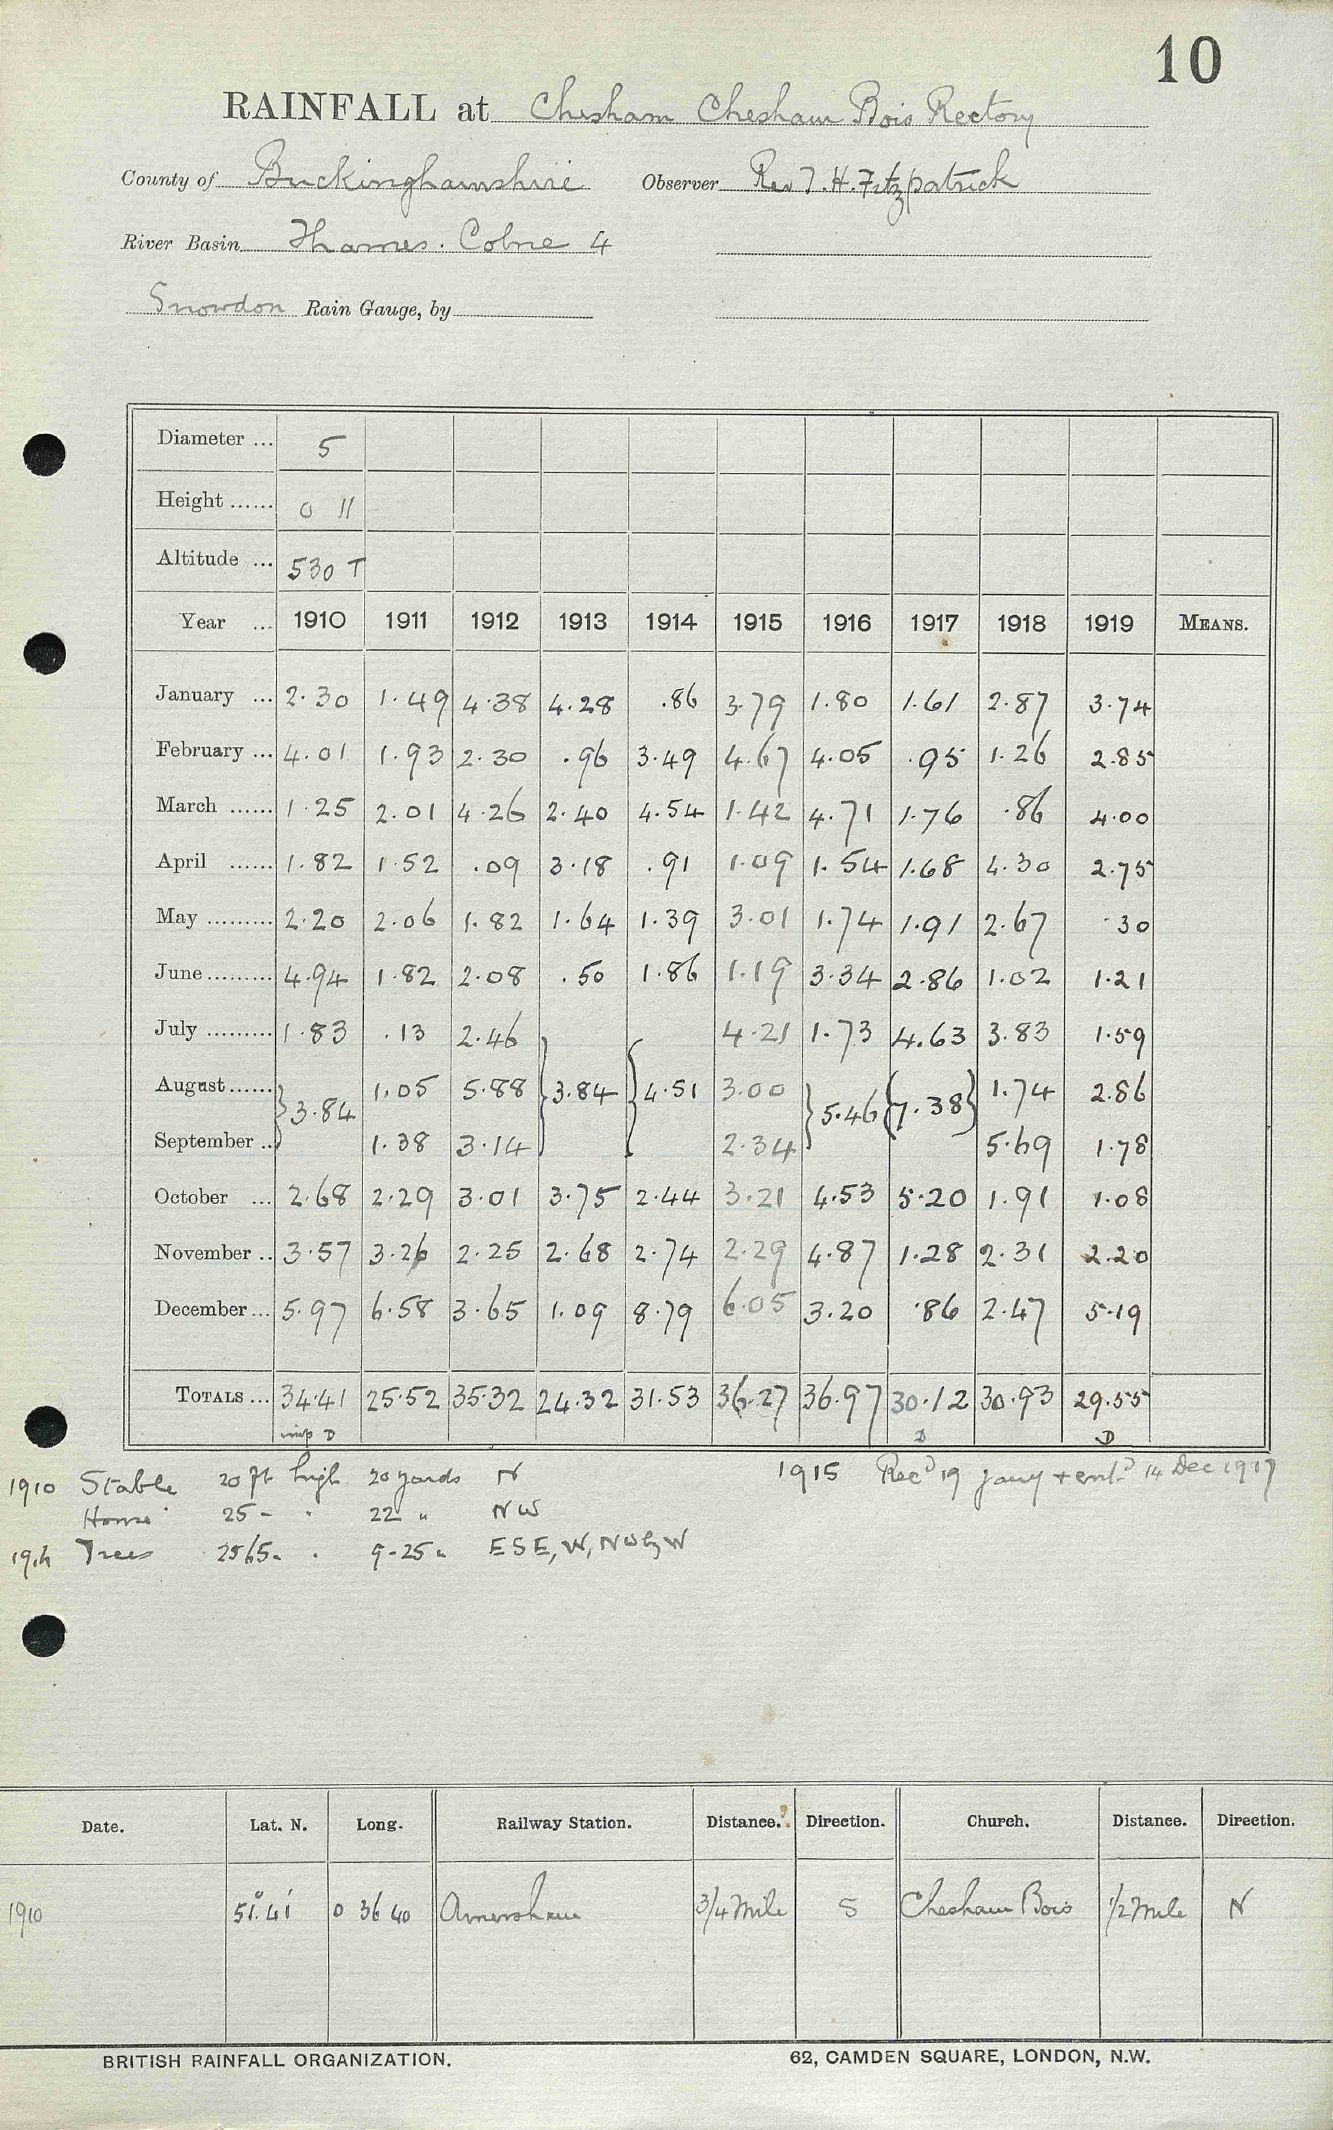 10
RAINFALL at Chesham Chesham Bois Rectory
County of Buckinghamshire Observer Rev T. H. Fitzpatrick
River Basin Thames. Colne 4
Snowdon Rain Gauge, by
Diameter ... 5
Height ...... 0 11
Altitude ... 530 T
Year ... 1910 1911 1912 1913 1914 1915 1916 1917 1918 1919 MEANS.
January ... 2.30 1.49 4.38 4.28 .86 3.79 1.80 1.61 2.87 3.74
February ... 4.01 1.93 2.30 .96 3.49 4.67 4.05 .95 1.26 2.85
March ...... 1.25 2.01 4.26 2.40 4.54 1.42 4.71 1.76 .86 4.00
April ...... 1.82 1.52 .09 3.18 .91 1.09 1.54 1.68 4.30 2.75
May ......... 2.20 2.06 1.82 1.64 1.39 3.01 1.74 1.91 2.67 .30
June ......... 4.94 1.82 2.08 .50 1.86 1.19 3.34 2.86 1.02 1.21
July ......... 1.83 .13 2.46 4.21 1.73 4.63 3.83 1.59
August ...... } 3.84 1.05 5.88 } 3.84 { 4.51 3.00 } 5.46 { 7.38 } 1.74 2.86
September .. 1.38 3.14 2.34 5.69 1.78
October ... 2.68 2.29 3.01 3.75 2.44 3.21 4.53 5.20 1.91 1.08
November .. 3.57 3.26 2.25 2.68 2.74 2.29 4.87 1.28 2.31 2.20
December ... 5.97 6.58 3.65 1.09 8.79 6.05 3.20 .86 2.47 5.19
TOTALS ... 34.41 25.52 35.32 24.32 31.53 36.27 36.97 30.12 30.93 29.55
imp D D D
1910 Stable 20 ft high 20 yards N 1915 Recd 19 Jany + entd 14 Dec 1917
House 25 - " 22 " NW
Trees 9-25 " ESE, W, NW by W
Date. Lat. N. Long. Railway Station. Distance. Direction. Church. Distance. Direction.
1910 51° 41' 0 36 40 Amersham 3/4 Mile S Chesham Bois 1/2 Mile N
BRITISH RAINFALL ORGANIZATION. 62, CAMDEN SQUARE, LONDON, N.W.